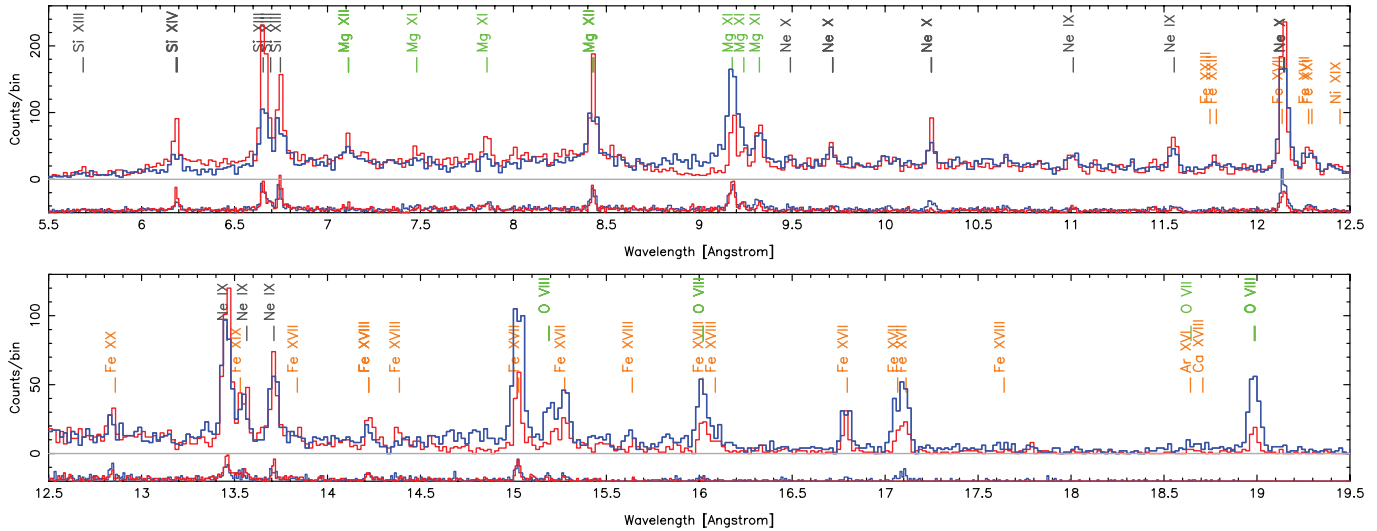 Si XIII
Si XIV
Si XIII
Si XIII
Si XIII
Mg XII
Mg XI
Mg XI
Mg XII
Mg XI
Mg XI
Mg XI
Ne X
Ne X
Ne X
Ne IX
Ne IX
Ne X
Fe XXIII
Fe XXII
Fe XVII
Fe XVII
Fe XXI
Ni XIX
Counts/bin
200
100
0
5.5 6 6.5 7 7.5 8 8.5 9 9.5 10 10.5 11 11.5 12 12.5
Wavelength [Angstrom]
Fe XX
Ne IX
Fe XIX
Ne IX
Ne IX
Fe XVII
Fe XVIII
Fe XVIII
Fe XVII
O VIII
Fe XVII
Fe XVIII
Fe XVIII
O VIII
Fe XVIII
Fe XVII
Fe XVII
Fe XVII
Fe XVIII
Ar XVI
O VII
Ca XVIII
O VIII
Counts/bin
100
50
0
12.5 13 13.5 14 14.5 15 15.5 16 16.5 17 17.5 18 18.5 19 19.5
Wavelength [Angstrom]